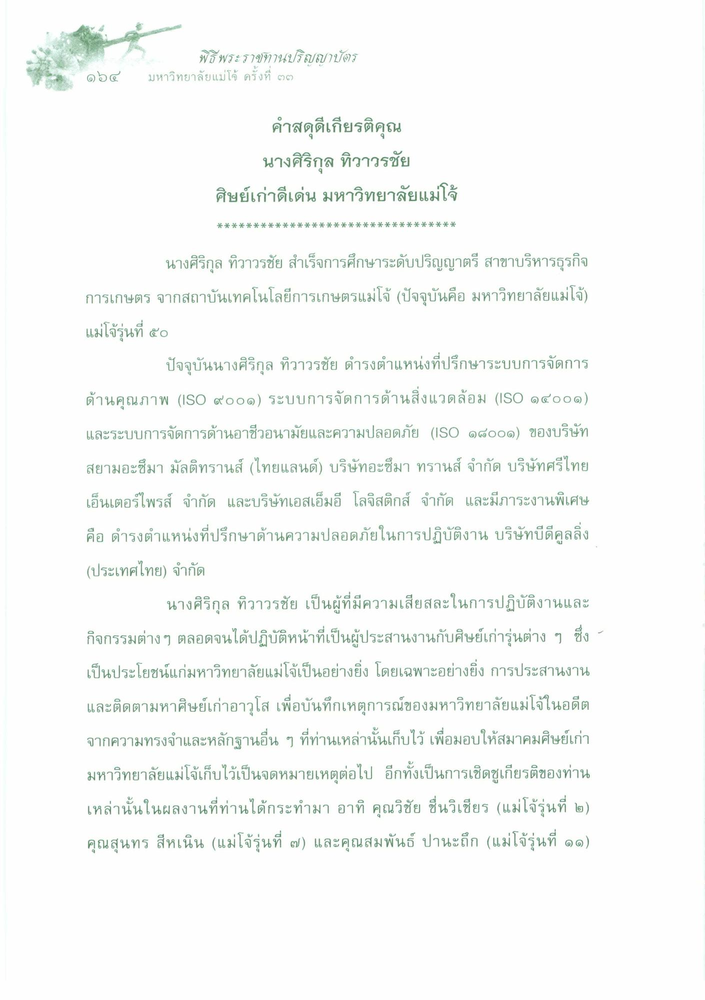 พิธีพระราชทานปริญญาบัตร
๑๖๔ มหาวิทยาลัยแม่โจ้ ครั้งที่ ๓๓
คำสดุดีเกียรติคุณ
นางศิริกุล ทิวาวรชัย
ศิษย์เก่าดีเด่น มหาวิทยาลัยแม่โจ้
*********************************
นางศิริกุล ทิวาวรชัย สำเร็จการศึกษาระดับปริญญาตรี สาขาบริหารธุรกิจ
การเกษตร จากสถาบันเทคโนโลยีการเกษตรแม่โจ้ (ปัจจุบันคือ มหาวิทยาลัยแม่โจ้)
แม่โจ้รุ่นที่ ๕๐
ปัจจุบันนางศิริกุล ทิวาวรชัย ดำรงตำแหน่งที่ปรึกษาระบบการจัดการ
ด้านคุณภาพ (ISO ๙๐๐๑) ระบบการจัดการด้านสิ่งแวดล้อม (ISO ๑๔๐๐๑)
และระบบการจัดการด้านอาชีวอนามัยและความปลอดภัย (ISO ๑๘๐๐๑) ของบริษัท
สยามอะซึมา มัลติทรานส์ (ไทยแลนด์) บริษัทอะซึมา ทรานส์ จำกัด บริษัทศรีไทย
เอ็นเตอร์ไพรส์ จำกัด และบริษัทเอสเอ็มอี โลจิสติกส์ จำกัด และมีภาระงานพิเศษ
คือ ดำรงตำแหน่งที่ปรึกษาด้านความปลอดภัยในการปฏิบัติงาน บริษัทบีดีคูลลิ่ง
(ประเทศไทย) จำกัด
นางศิริกุล ทิวาวรชัย เป็นผู้ที่มีความเสียสละในการปฏิบัติงานและ
กิจกรรมต่างๆ ตลอดจนได้ปฏิบัติหน้าที่เป็นผู้ประสานงานกับศิษย์เก่ารุ่นต่าง ๆ ซึ่ง
เป็นประโยชน์แก่มหาวิทยาลัยแม่โจ้เป็นอย่างยิ่ง โดยเฉพาะอย่างยิ่ง การประสานงาน
และติดตามหาศิษย์เก่าอาวุโส เพื่อบันทึกเหตุการณ์ของมหาวิทยาลัยแม่โจ้ในอดีต
จากความทรงจำและหลักฐานอื่น ๆ ที่ท่านเหล่านั้นเก็บไว้ เพื่อมอบให้สมาคมศิษย์เก่า
มหาวิทยาลัยแม่โจ้เก็บไว้เป็นจดหมายเหตุต่อไป อีกทั้งเป็นการเชิดชูเกียรติของท่าน
เหล่านั้นในผลงานที่ท่านได้กระทำมา อาทิ คุณวิชัย ชื่นวิเชียร (แม่โจ้รุ่นที่ ๒)
คุณสุนทร สีหเนิน (แม่โจ้รุ่นที่ ๗) และคุณสมพันธ์ ปานะถึก (แม่โจ้รุ่นที่ ๑๑)